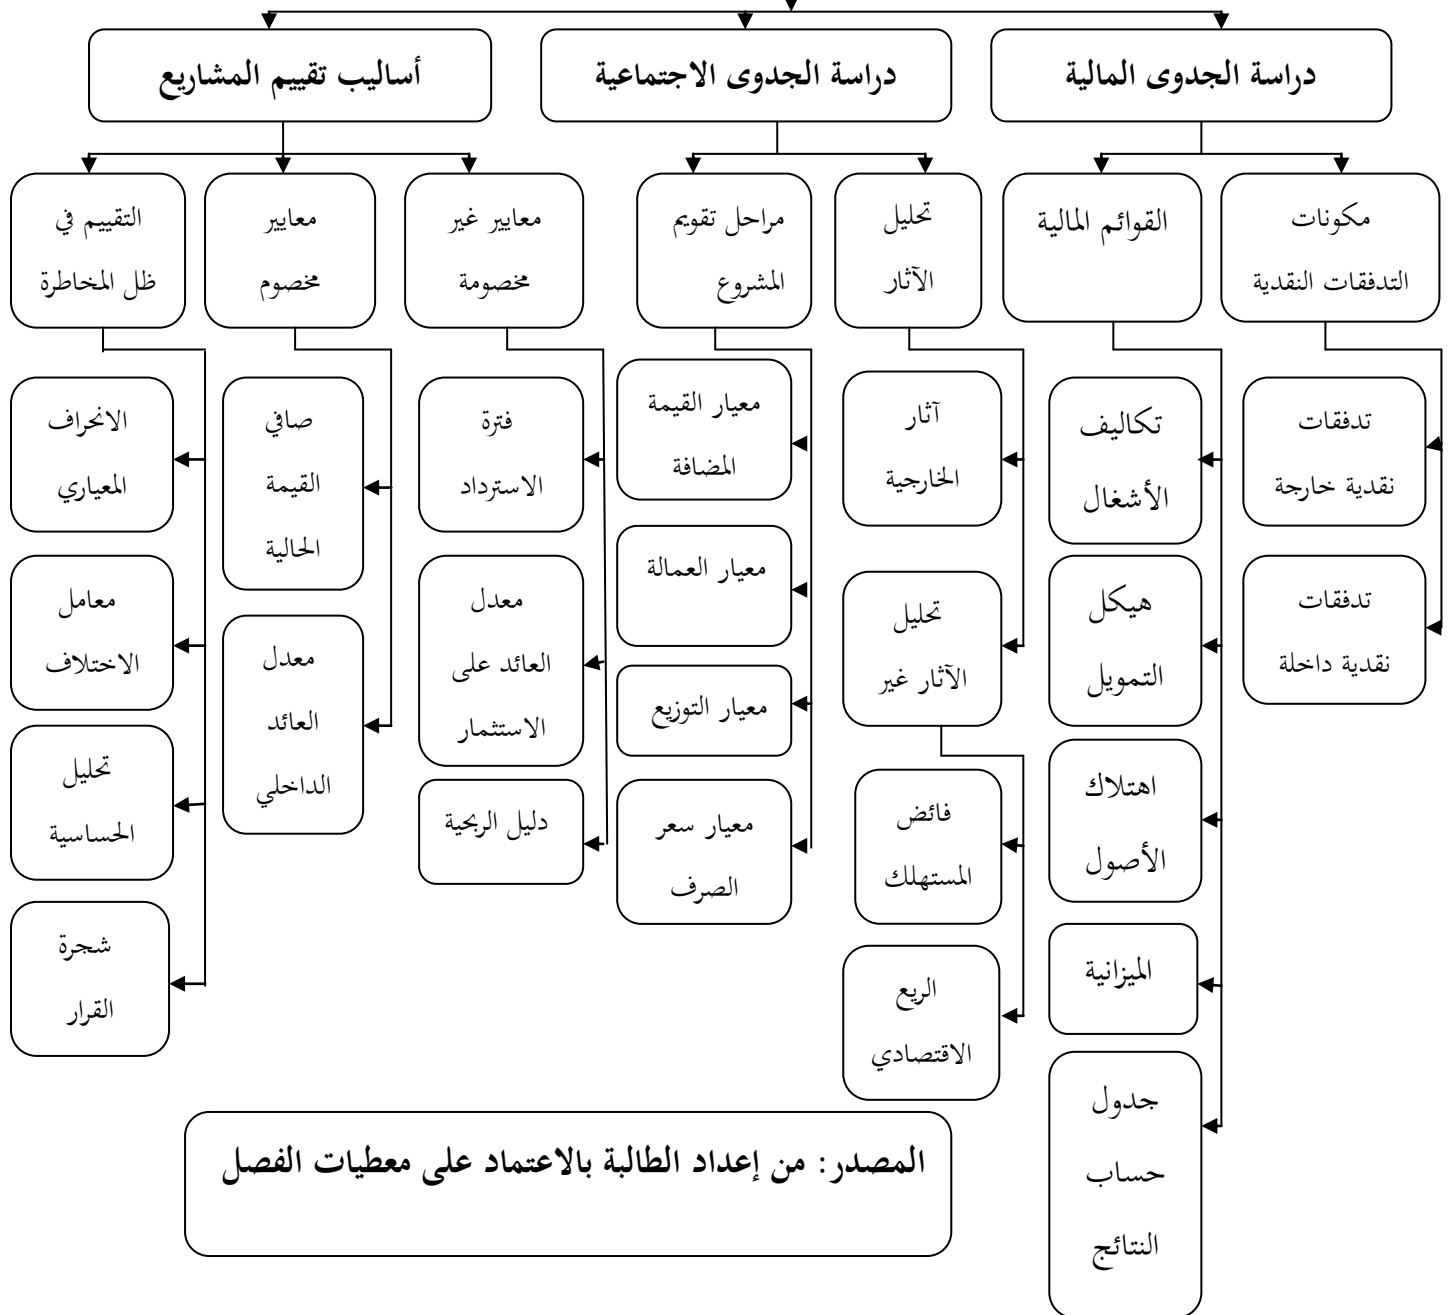 دراسة الجدوى المالية
دراسة الجدوى الاجتماعية
أساليب تقييم المشاريع
مكونات
التدفقات النقدية
القوائم المالية
تحليل
الآثار
مراحل تقويم
المشروع
معايير غير
مخصومة
معايير
مخصوم
التقييم في
ظل المخاطرة
تدفقات
نقدية خارجة
تدفقات
نقدية داخلة
تكاليف
الأشغال
هيكل
التمويل
اهتلاك
الأصول
الميزانية
جدول
حساب
النتائج
آثار
الخارجية
تحليل
الآثار غير
فائض
المستهلك
الريع
الاقتصادي
معيار القيمة
المضافة
معيار العمالة
معيار التوزيع
معيار سعر
الصرف
فترة
الاسترداد
معدل
العائد على
الاستثمار
دليل الربحية
صافي
القيمة
الحالية
معدل
العائد
الداخلي
الانحراف
المعياري
معامل
الاختلاف
تحليل
الحساسية
شجرة
القرار
المصدر: من إعداد الطالبة بالاعتماد على معطيات الفصل